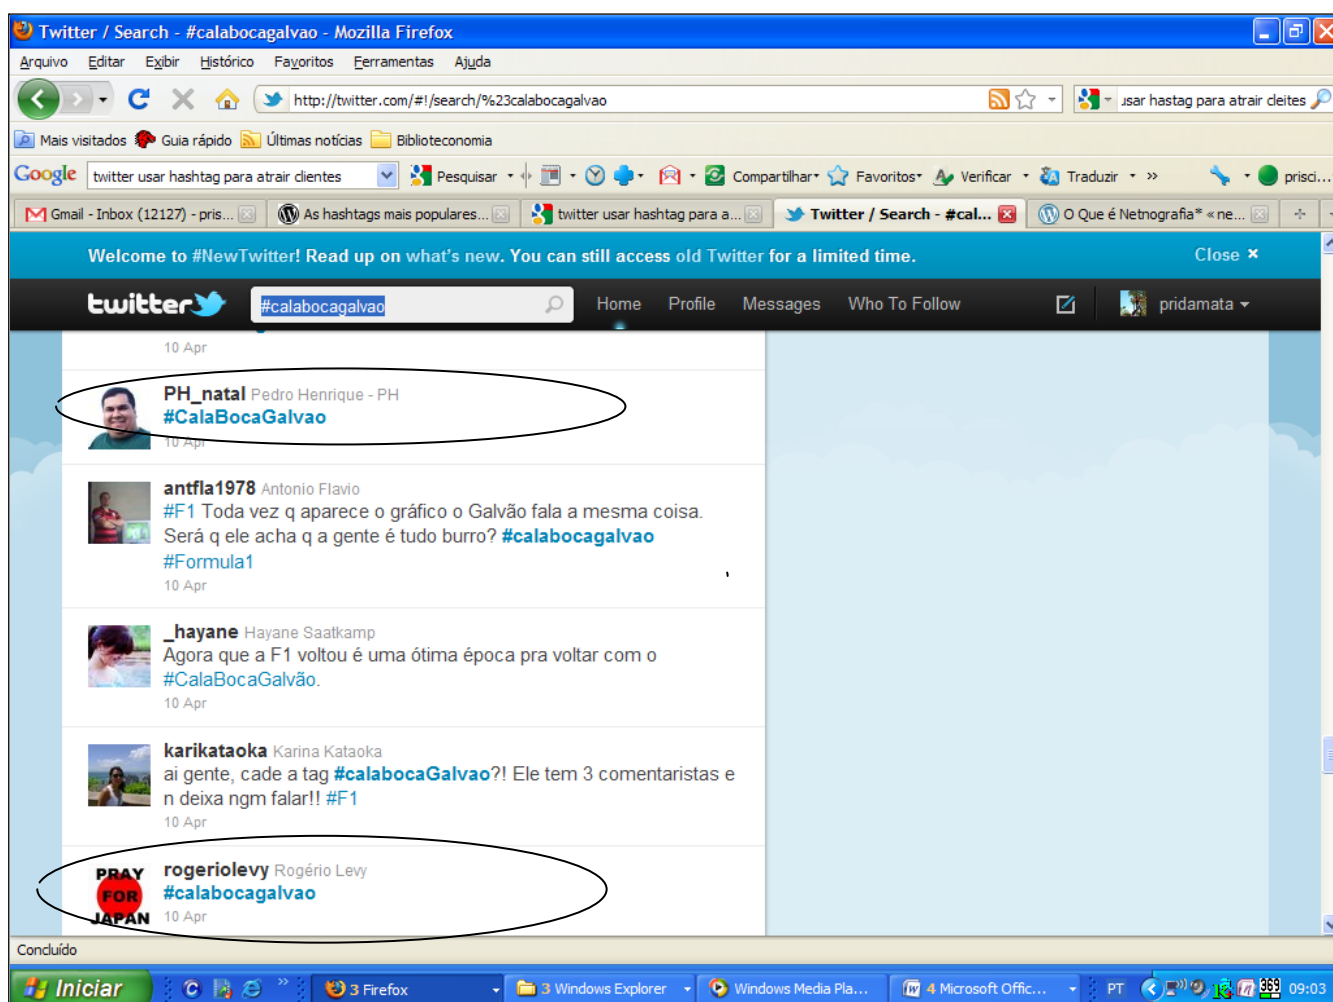 Twitter / Search - #calabocagalvao - Mozilla Firefox
Arquivo Editar Exibir Histórico Favoritos Ferramentas Ajuda
http://twitter.com/#!/search/%23calabocagalvao usar hastag para atrair cleites
Mais visitados Guia rápido Últimas notícias Biblioteconomia
Google twitter usar hashtag para atrair clientes Pesquisar Compartilhar Favoritos Verificar Traduzir » prisci...
Gmail - Inbox (12127) - pris... As hashtags mais populares... twitter usar hashtag para a... Twitter / Search - #cal... O Que é Netnografia* « ne...
Welcome to #NewTwitter! Read up on what's new. You can still access old Twitter for a limited time. Close ×
twitter #calabocagalvao Home Profile Messages Who To Follow pridamata
10 Apr
PH_natal Pedro Henrique - PH
#CalaBocaGalvao
10 Apr
antfla1978 Antonio Flavio
#F1 Toda vez q aparece o gráfico o Galvão fala a mesma coisa.
Será q ele acha q a gente é tudo burro? #calabocagalvao
#Formula1
10 Apr
_hayane Hayane Saatkamp
Agora que a F1 voltou é uma ótima época pra voltar com o
#CalaBocaGalvão.
10 Apr
karikataoka Karina Kataoka
ai gente, cade a tag #calabocaGalvao?! Ele tem 3 comentaristas e
n deixa ngm falar!! #F1
10 Apr
PRAY
FOR
JAPAN
rogeriolevy Rogério Levy
#calabocagalvao
10 Apr
Concluído
Iniciar » 3 Firefox 3 Windows Explorer Windows Media Pla... 4 Microsoft Offic... PT 369 09:03